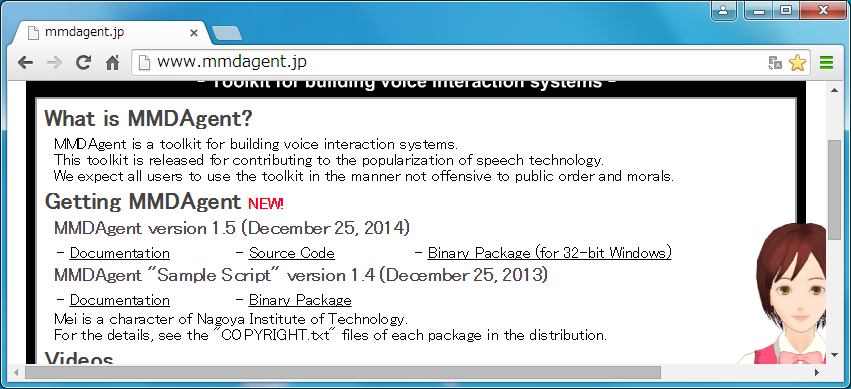 mmdagent.jp
www.mmdagent.jp
- Toolkit for building voice interaction systems -
What is MMDAgent?
MMDAgent is a toolkit for building voice interaction systems.
This toolkit is released for contributing to the popularization of speech technology.
We expect all users to use the toolkit in the manner not offensive to public order and morals.
Getting MMDAgent NEW!
MMDAgent version 1.5 (December 25, 2014)
- Documentation - Source Code - Binary Package (for 32-bit Windows)
MMDAgent "Sample Script" version 1.4 (December 25, 2013)
- Documentation - Binary Package
Mei is a character of Nagoya Institute of Technology.
For the details, see the "COPYRIGHT.txt" files of each package in the distribution.
Videos